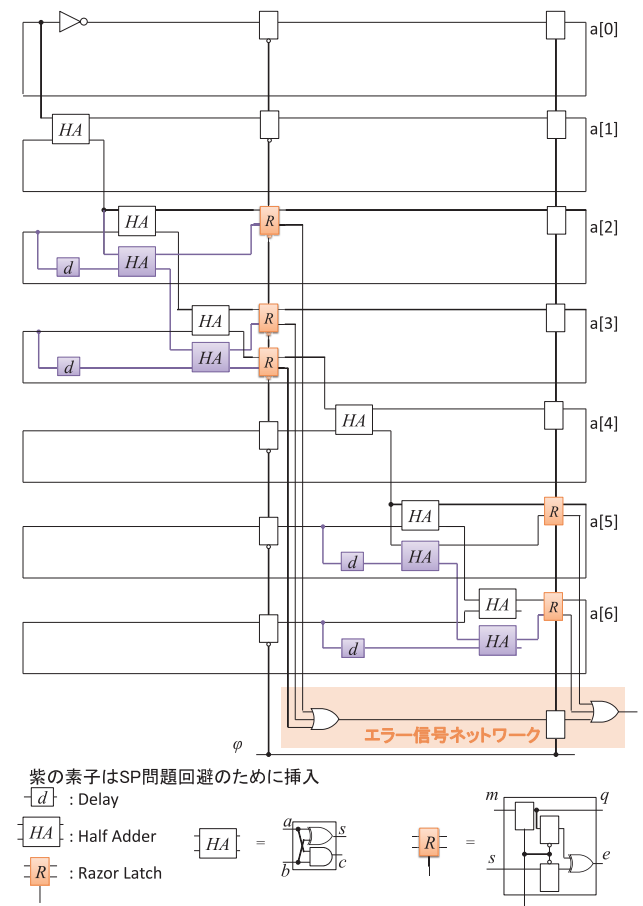 a[0]
HA
a[1]
HA
R
a[2]
d
HA
HA
R
a[3]
d
HA
R
HA
a[4]
HA
R
a[5]
d
HA
HA
R
a[6]
d
HA
エラー信号ネットワーク
φ
紫の素子はSP問題回避のために挿入
d : Delay
HA : Half Adder
HA = a b s c
R = m s q e
R : Razor Latch